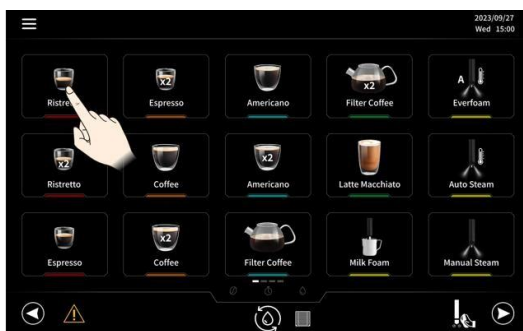 2023/09/27
Wed 15:00
x2
x2
A
Ristre
Espresso
Americano
Filter Coffee
Everfoam
x2
x2
Ristretto
Coffee
Americano
Latte Macchiato
Auto Steam
x2
Espresso
Coffee
Filter Coffee
Milk Foam
Manual Steam